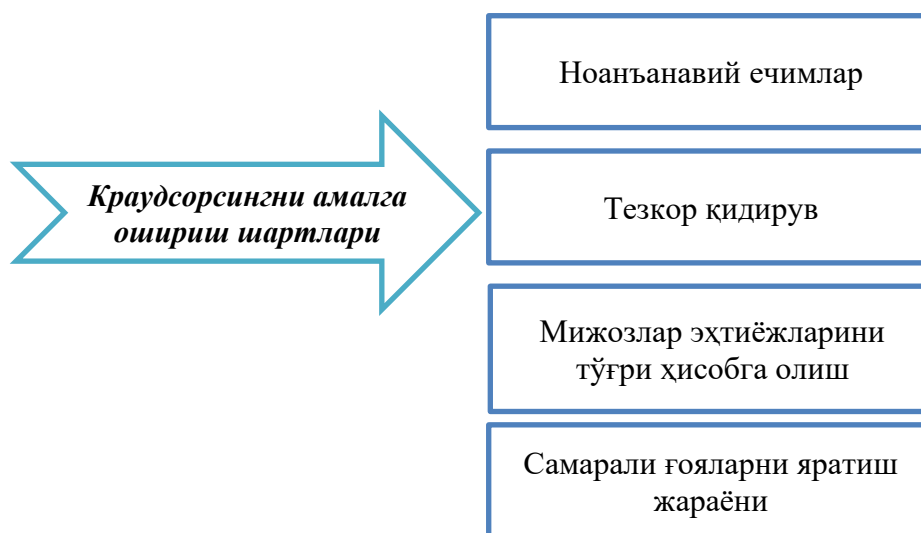 Краудсорсингни амалга
ошириш шартлари
Ноанъанавий ечимлар
Тезкор қидирув
Мижозлар эҳтиёжларини
тўғри ҳисобга олиш
Самарали ғояларни яратиш
жараёни